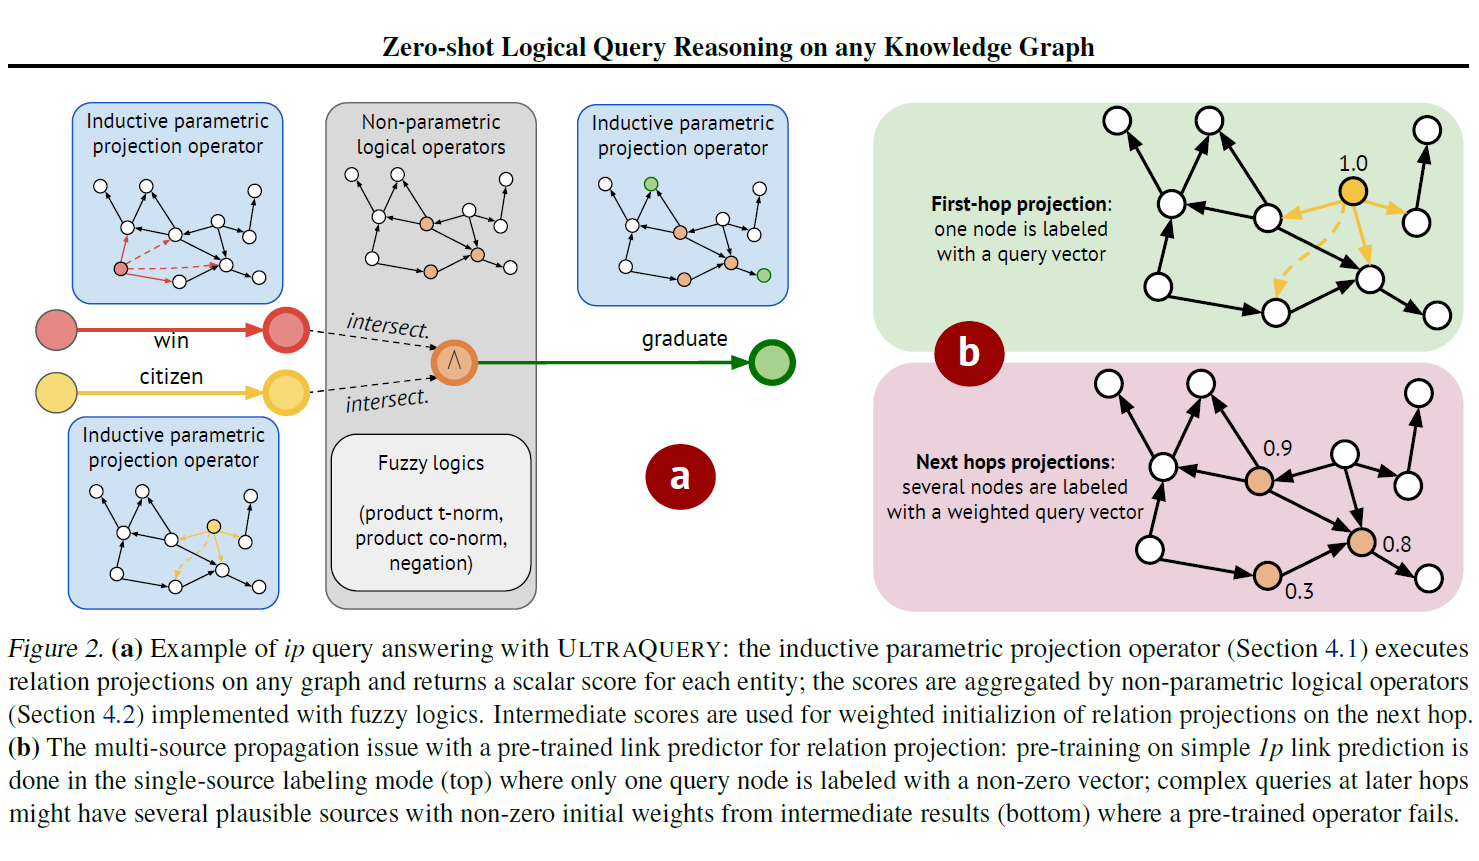 Zero-shot Logical Query Reasoning on any Knowledge Graph
Inductive parametric
projection operator
Non-parametric
logical operators
Inductive parametric
projection operator
win
citizen
intersect.
intersect.
∧
graduate
Inductive parametric
projection operator
Fuzzy logics
(product t-norm,
product co-norm,
negation)
a
First-hop projection:
one node is labeled
with a query vector
1.0
b
Next hops projections:
several nodes are labeled
with a weighted query vector
0.9
0.8
0.3
Figure 2. (a) Example of ip query answering with ULTRAQUERY: the inductive parametric projection operator (Section 4.1) executes
relation projections on any graph and returns a scalar score for each entity; the scores are aggregated by non-parametric logical operators
(Section 4.2) implemented with fuzzy logics. Intermediate scores are used for weighted initializion of relation projections on the next hop.
(b) The multi-source propagation issue with a pre-trained link predictor for relation projection: pre-training on simple 1p link prediction is
done in the single-source labeling mode (top) where only one query node is labeled with a non-zero vector; complex queries at later hops
might have several plausible sources with non-zero initial weights from intermediate results (bottom) where a pre-trained operator fails.